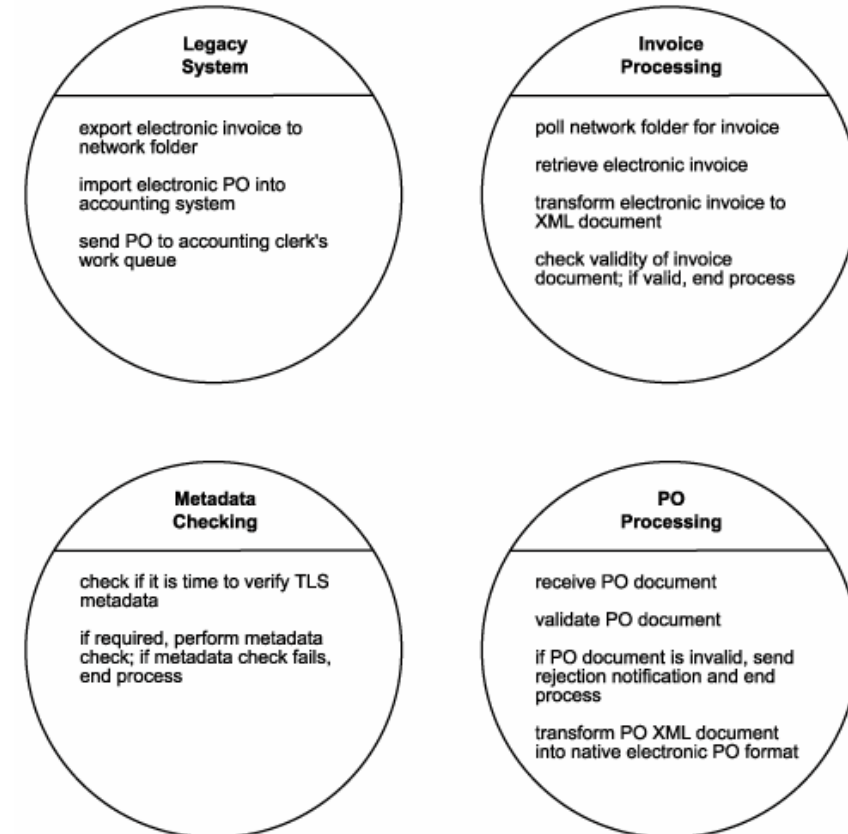 Legacy
System
export electronic invoice to
network folder
import electronic PO into
accounting system
send PO to accounting clerk's
work queue
Invoice
Processing
poll network folder for invoice
retrieve electronic invoice
transform electronic invoice to
XML document
check validity of invoice
document; if valid, end process
Metadata
Checking
check if it is time to verify TLS
metadata
if required, perform metadata
check; if metadata check fails,
end process
PO
Processing
receive PO document
validate PO document
if PO document is invalid, send
rejection notification and end
process
transform PO XML document
into native electronic PO format